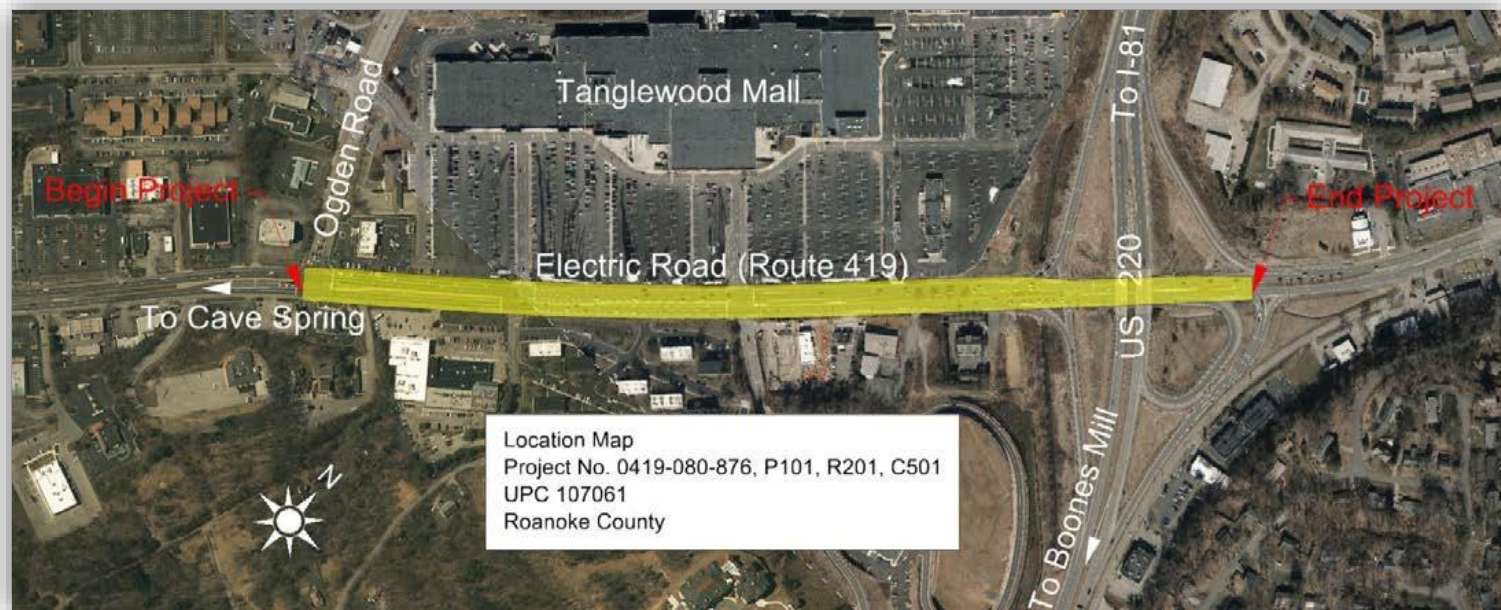 Tanglewood Mall
Ogden Road
To I-81
Begin Project
End Project
Electric Road (Route 419)
US 220
To Cave Spring
To Boones Mill
N
Location Map
Project No. 0419-080-876, P101, R201, C501
UPC 107061
Roanoke County